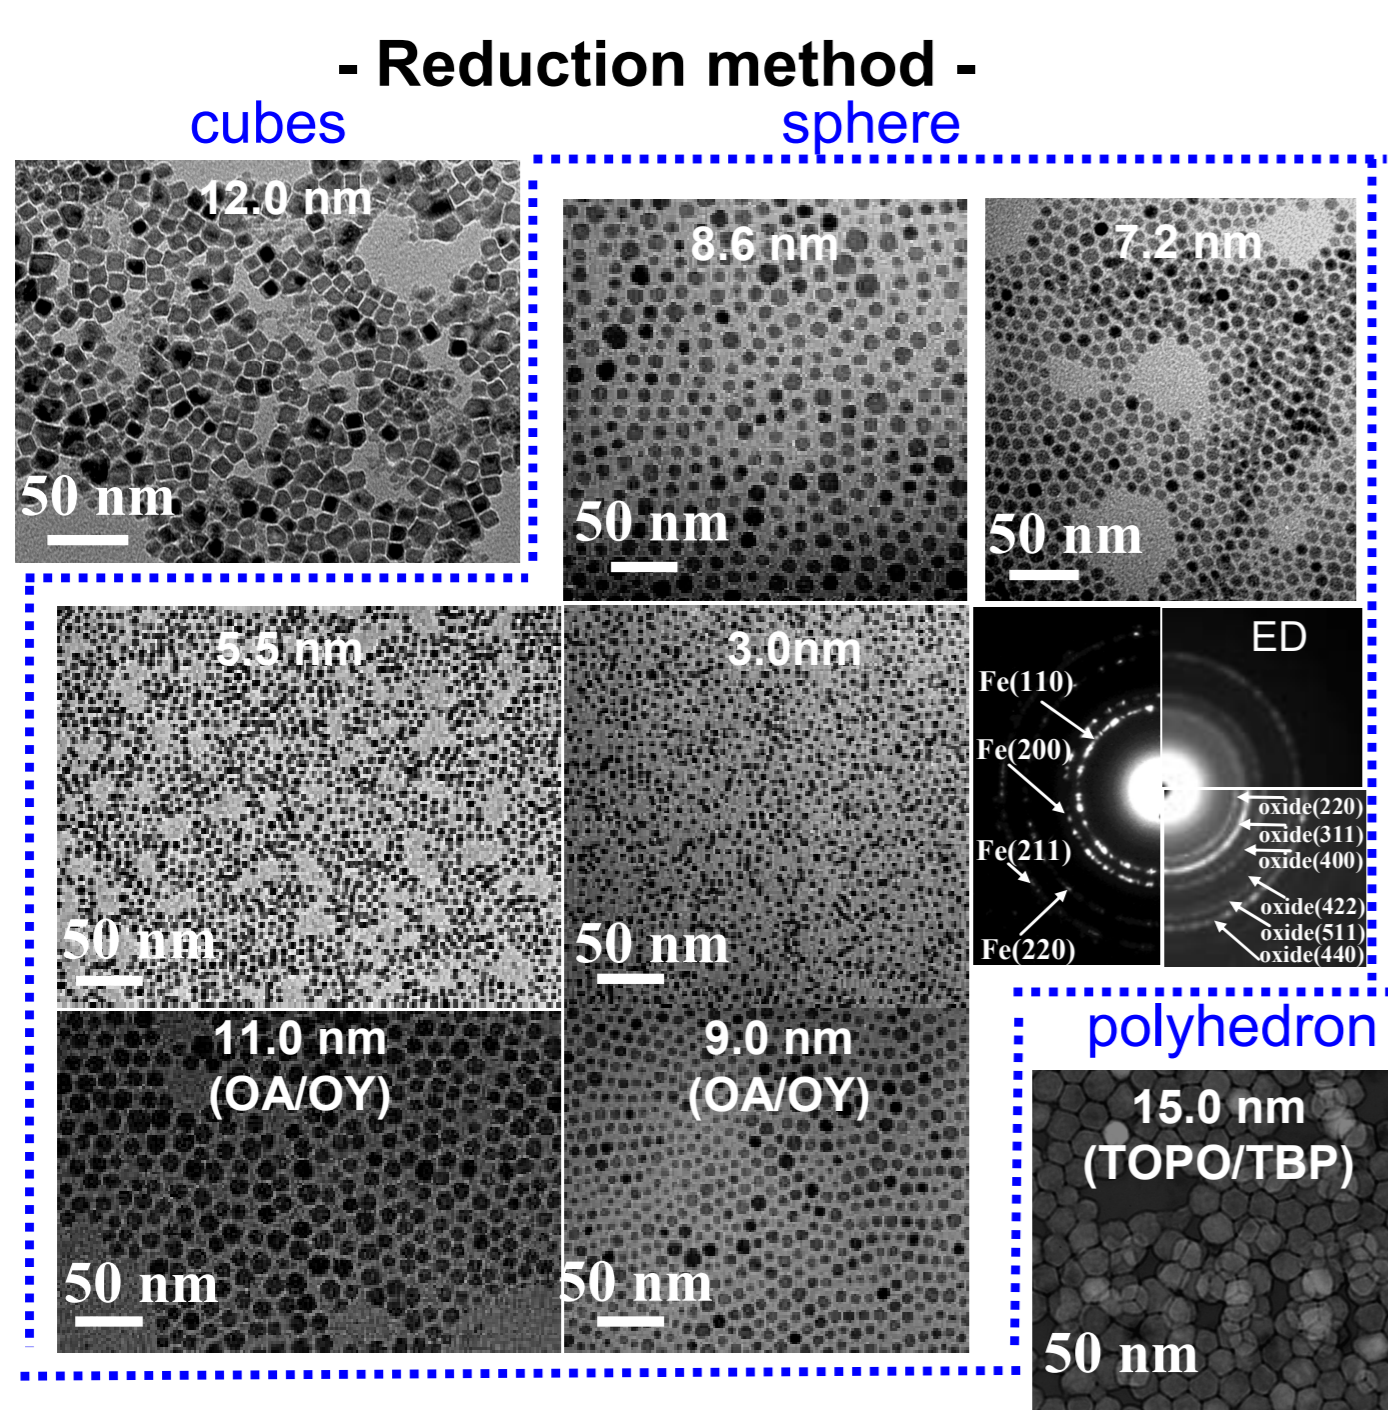 - Reduction method -
cubes
sphere
12.0 nm
50 nm
8.6 nm
50 nm
7.2 nm
50 nm
5.5 nm
50 nm
3.0nm
50 nm
ED
Fe(110)
Fe(200)
Fe(211)
Fe(220)
oxide(220)
oxide(311)
oxide(400)
oxide(422)
oxide(511)
oxide(440)
11.0 nm
(OA/OY)
50 nm
9.0 nm
(OA/OY)
50 nm
polyhedron
15.0 nm
(TOPO/TBP)
50 nm